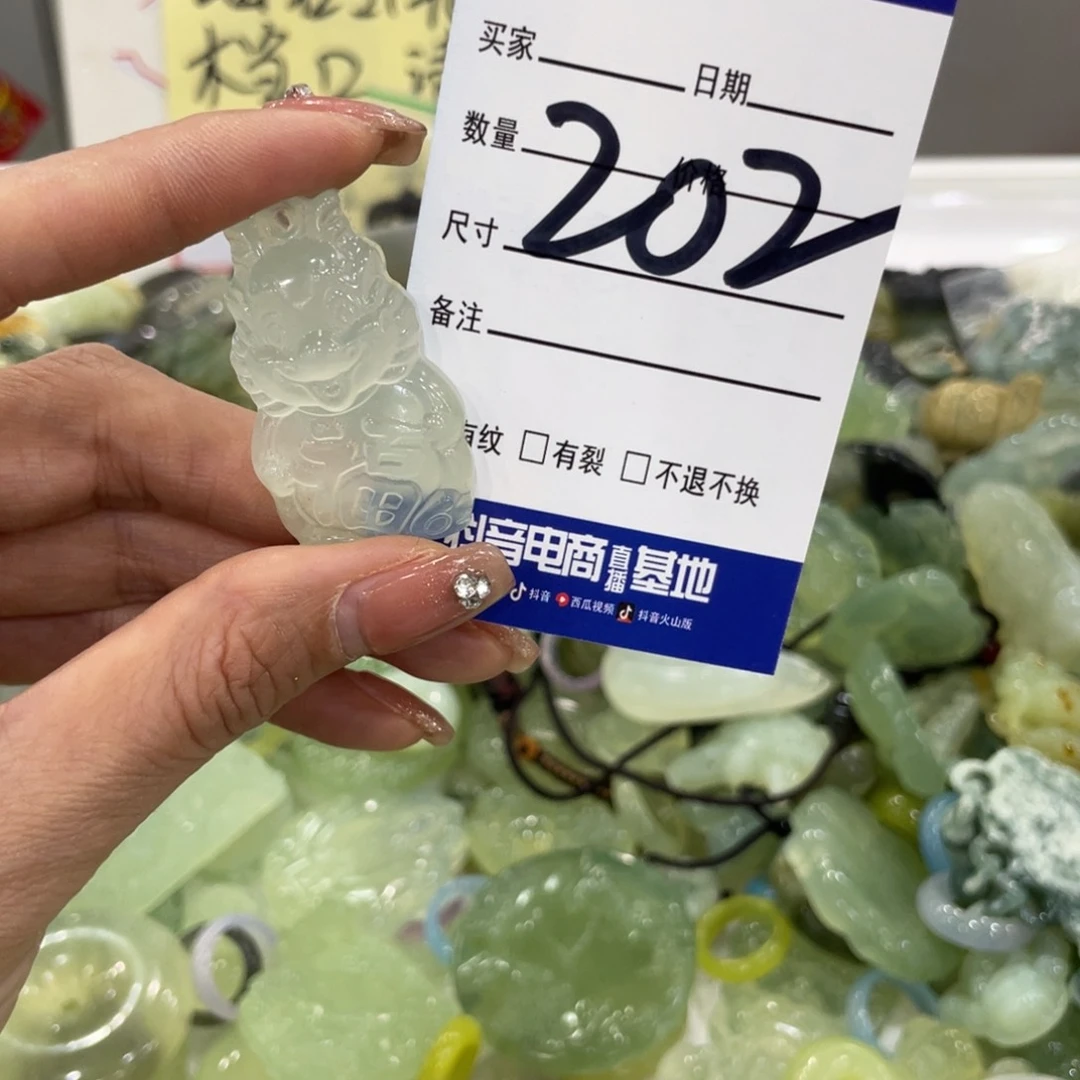 档口
买家 日期
数量 价格
202
尺寸
备注
有纹 □有裂 □不退不换
抖音电商直播基地
抖音 西瓜视频 抖音火山版